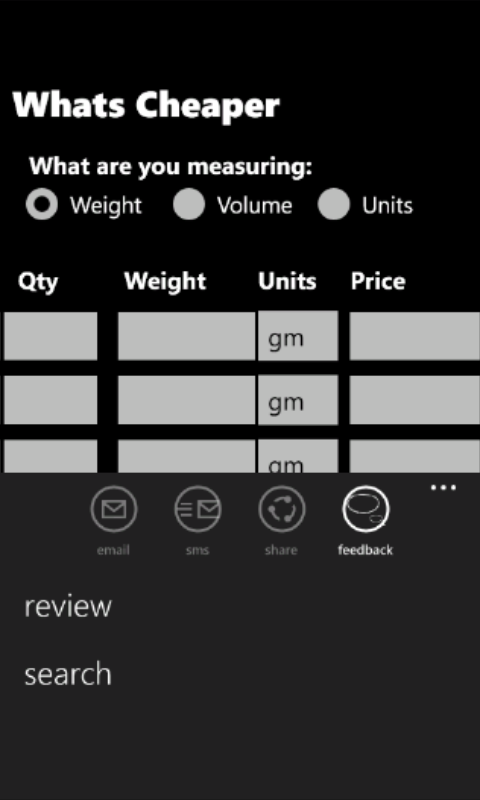 Whats Cheaper
What are you measuring:
Weight Volume Units
Qty Weight Units Price
gm
gm
gm
email sms share feedback
review
search